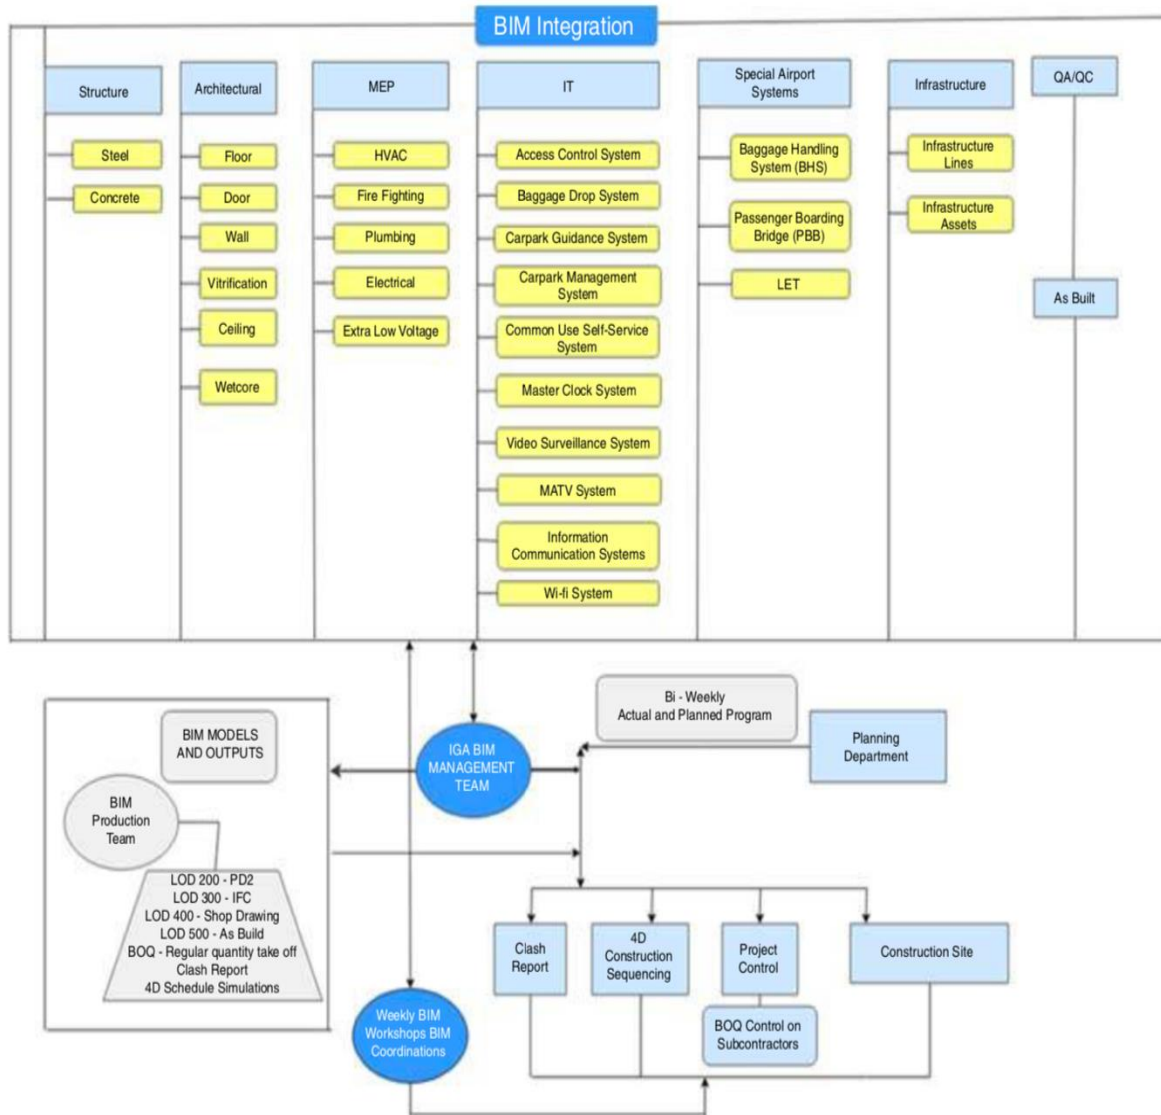 BIM Integration
Structure
Steel
Concrete
Architectural
Floor
Door
Wall
Vitrification
Ceiling
Wetcore
MEP
HVAC
Fire Fighting
Plumbing
Electrical
Extra Low Voltage
IT
Access Control System
Baggage Drop System
Carpark Guidance System
Carpark Management
System
Common Use Self-Service
System
Master Clock System
Video Surveillance System
MATV System
Information
Communication Systems
Wi-fi System
Special Airport
Systems
Baggage Handling
System (BHS)
Passenger Boarding
Bridge (PBB)
LET
Infrastructure
Infrastructure
Lines
Infrastructure
Assets
QA/QC
As Built
BIM MODELS
AND OUTPUTS
BIM
Production
Team
LOD 200 - PD2
LOD 300 - IFC
LOD 400 - Shop Drawing
LOD 500 - As Build
BOQ - Regular quantity take off
Clash Report
4D Schedule Simulations
IGA BIM
MANAGEMENT
TEAM
Bi - Weekly
Actual and Planned Program
Planning
Department
Clash
Report
4D
Construction
Sequencing
Project
Control
Construction Site
BOQ Control on
Subcontractors
Weekly BIM
Workshops BIM
Coordinations